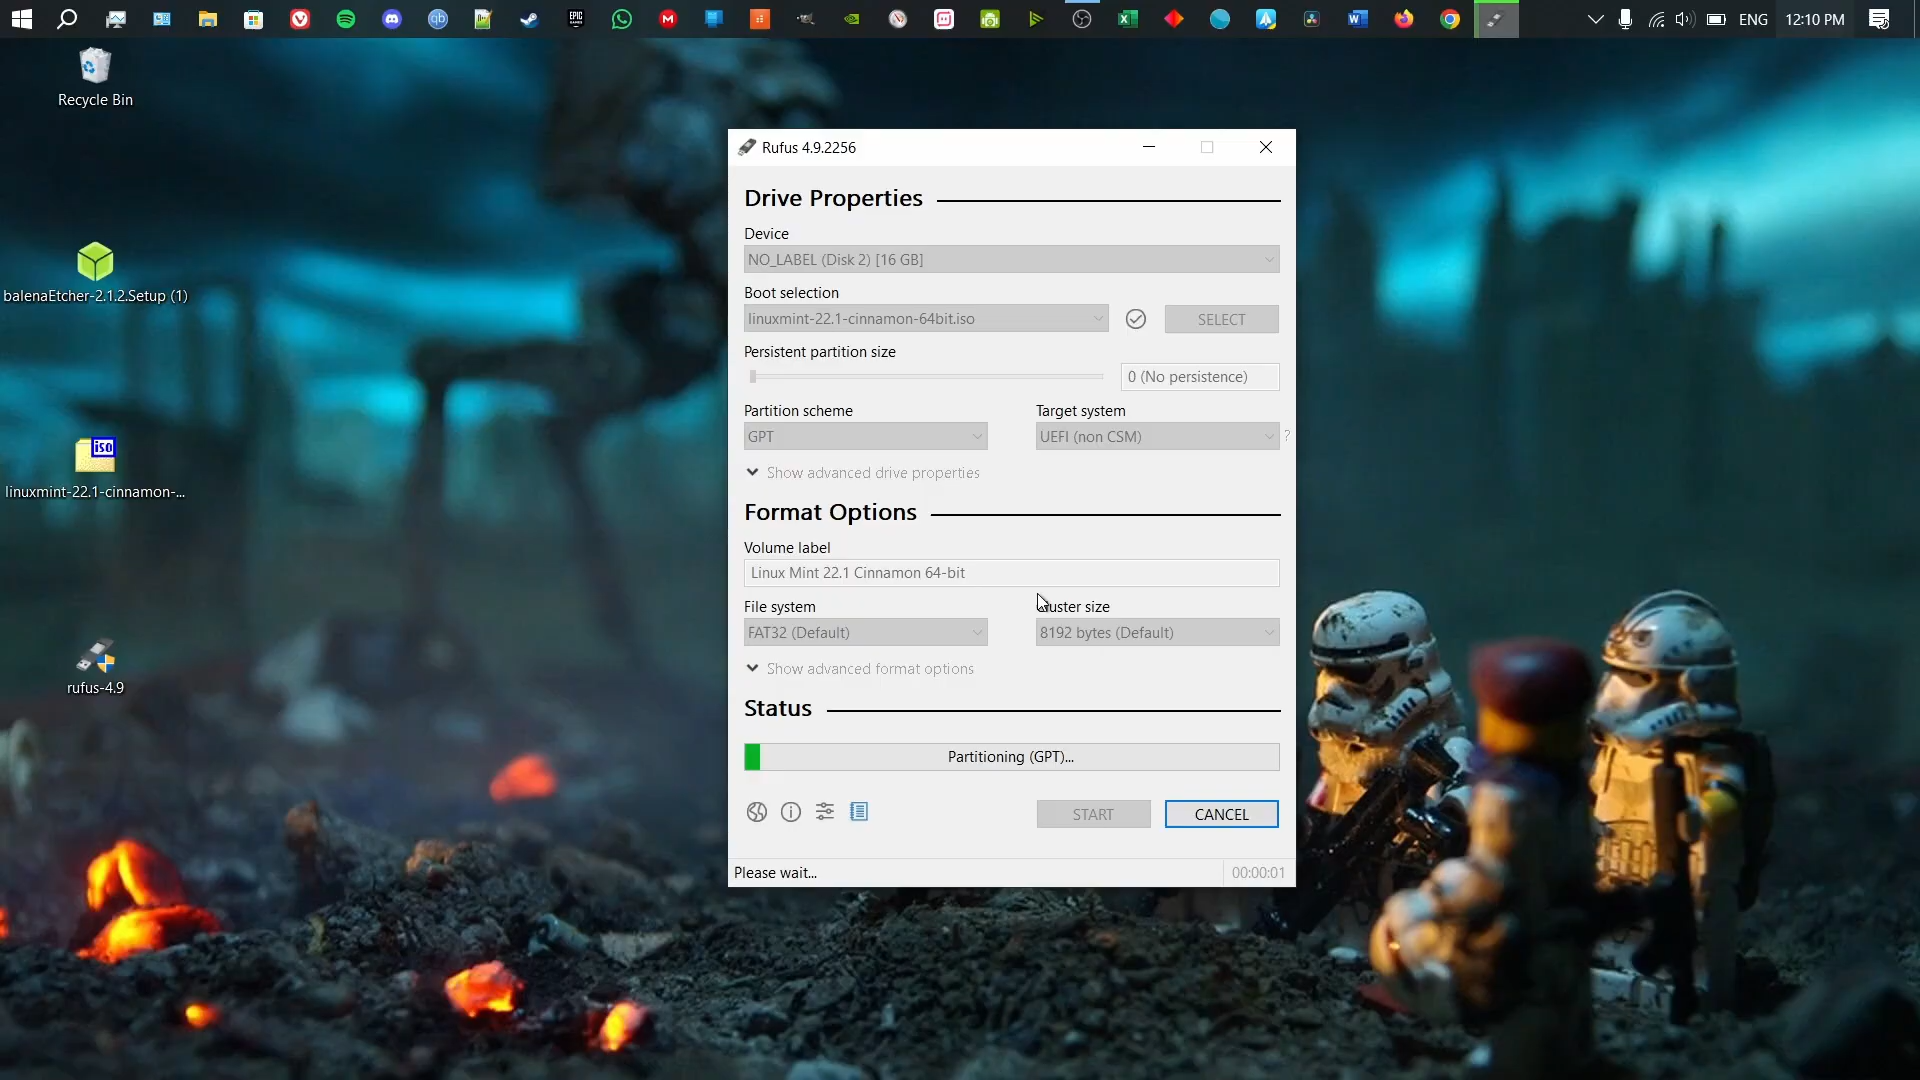 ENG
12:10 PM
Recycle Bin
balenaEtcher-2.1.2.Setup (1)
iso
linuxmint-22.1-cinnamon-...
rufus-4.9
Rufus 4.9.2256
Drive Properties
Device
NO_LABEL (Disk 2) [16 GB]
Boot selection
linuxmint-22.1-cinnamon-64bit.iso
SELECT
Persistent partition size
0 (No persistence)
Partition scheme
Target system
GPT
UEFI (non CSM)
?
Show advanced drive properties
Format Options
Volume label
Linux Mint 22.1 Cinnamon 64-bit
File system
Cluster size
FAT32 (Default)
8192 bytes (Default)
Show advanced format options
Status
Partitioning (GPT)...
START
CANCEL
Please wait...
00:00:01